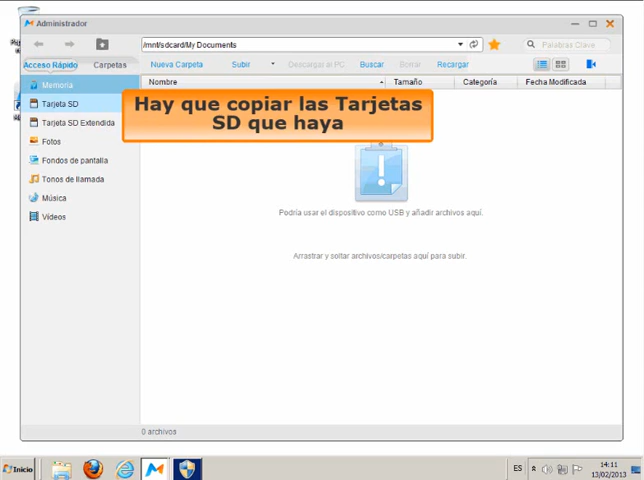 Administrador
/mnt/sdcard/My Documents
Palabras Clave
Acceso Rápido
Carpetas
Nueva Carpeta
Subir
Descargar al PC
Buscar
Borrar
Recargar
Memoria
Nombre
Tamaño
Categoría
Fecha Modificada
Tarjeta SD
Hay que copiar las Tarjetas
SD que haya
Tarjeta SD Extendida
Fotos
Fondos de pantalla
Tonos de llamada
Música
Vídeos
Podría usar el dispositivo como USB y añadir archivos aquí.
Arrastrar y soltar archivos/carpetas aquí para subir.
0 archivos
Inicio
ES
14:11
13/02/2013